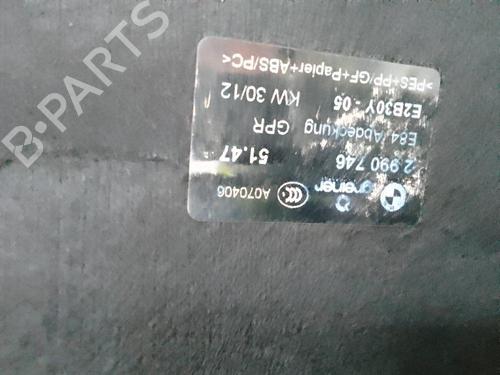 greiner CCC A070406
2 990 746 51.47
E84 / Abdeckung GPR
E2B30Y - 05 KW 30/12
>PES+PP/GF+Papier+ABS/PC<
B-PARTS